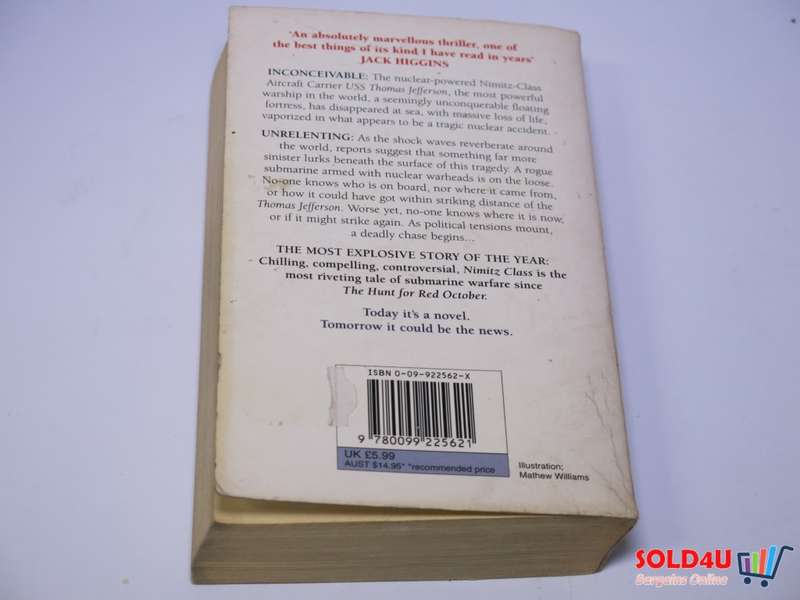 'An absolutely marvellous thriller, one of
the best things of its kind I have read in years'
JACK HIGGINS
INCONCEIVABLE: The nuclear-powered Nimitz-Class
Aircraft Carrier USS Thomas Jefferson, the most powerful
warship in the world, a seemingly unconquerable floating
fortress, has disappeared at sea, with massive loss of life,
vaporized in what appears to be a tragic nuclear accident.
UNRELENTING: As the shock waves reverberate around
the world, reports suggest that something far more
sinister lurks beneath the surface of this tragedy. A rogue
submarine armed with nuclear warheads is on the loose.
No-one knows who is on board, nor where it came from,
or how it could have got within striking distance of the
Thomas Jefferson. Worse yet, no-one knows where it is now,
or if it might strike again. As political tensions mount,
a deadly chase begins...
THE MOST EXPLOSIVE STORY OF THE YEAR:
Chilling, compelling, controversial, Nimitz Class is the
most riveting tale of submarine warfare since
The Hunt for Red October.
Today it's a novel.
Tomorrow it could be the news.
ISBN 0-09-922562-X
9 780099 225621
UK £5.99
AUST $14.95* *recommended price
Illustration;
Mathew Williams
SOLD4U
Bargains Online